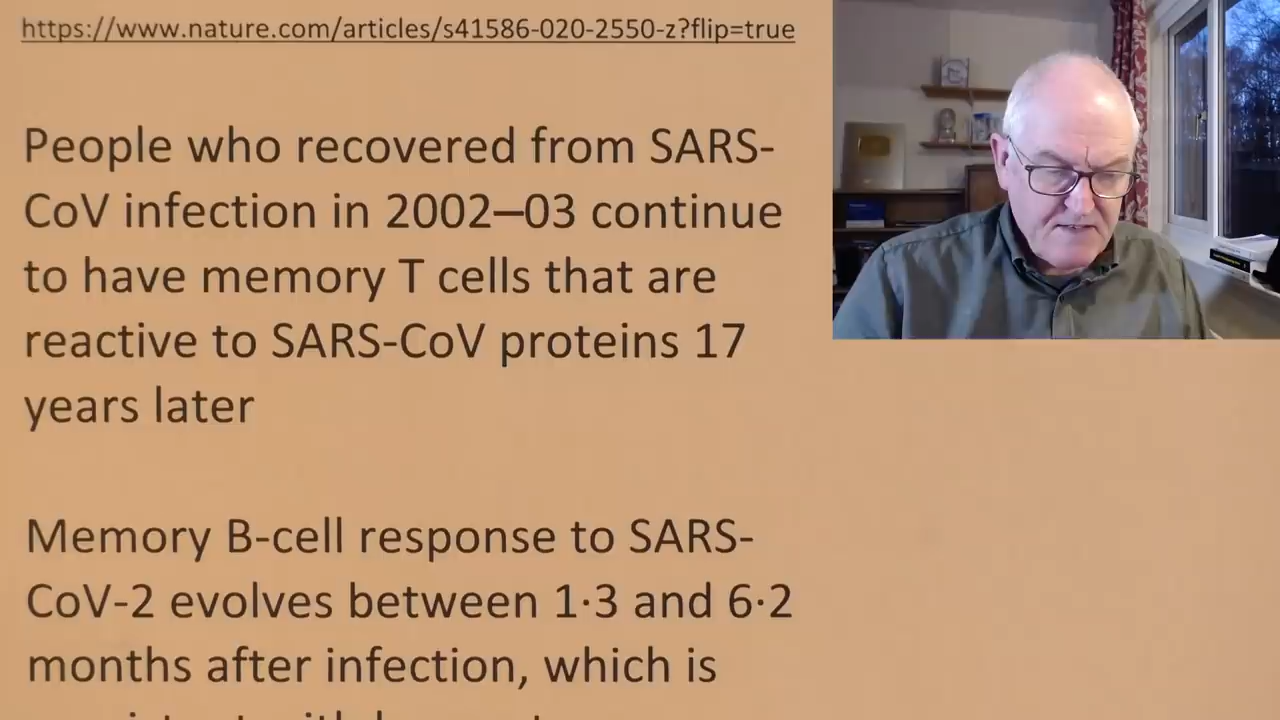 https://www.nature.com/articles/s41586-020-2550-z?flip=true
People who recovered from SARS-
CoV infection in 2002–03 continue
to have memory T cells that are
reactive to SARS-CoV proteins 17
years later
Memory B-cell response to SARS-
CoV-2 evolves between 1·3 and 6·2
months after infection, which is